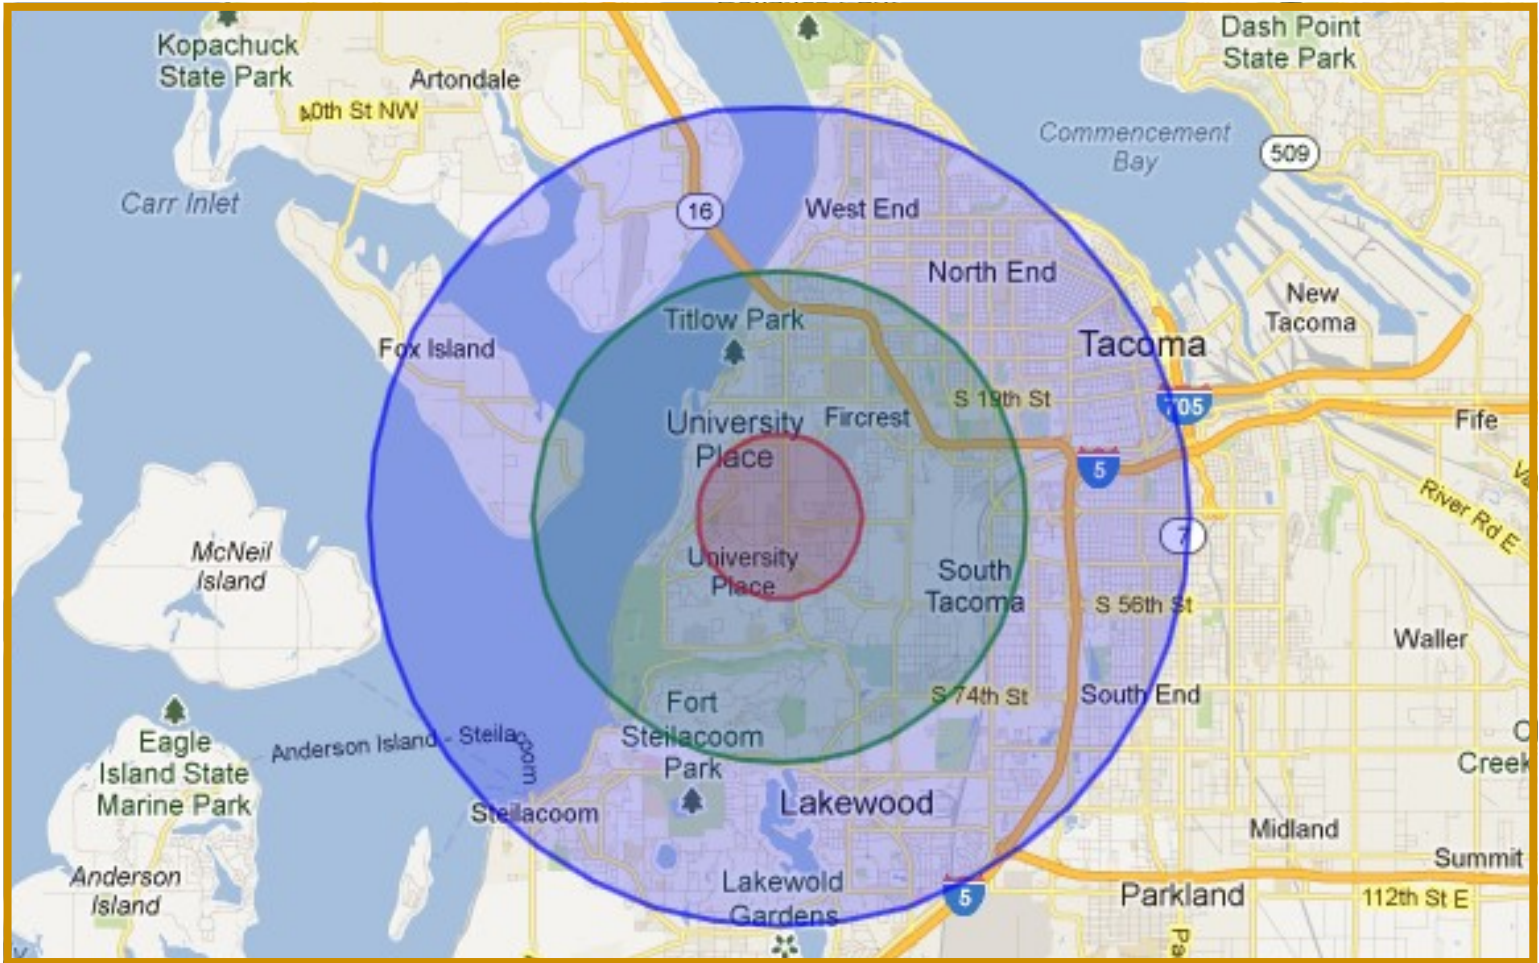 Kopachuck
State Park
Artondale
40th St NW
Dash Point
State Park
Commencement
Bay
509
Carr Inlet
16
West End
North End
New
Tacoma
Titlow Park
Tacoma
Fox Island
S 19th St
705
University
Place
Fircrest
Fife
5
River Rd E
7
McNeil
Island
University
Place
South
Tacoma
S 56th St
Waller
Fort
Steilacoom
Park
S 74th St
South End
Eagle
Island State
Marine Park
Anderson Island - Steilacoom
Creek
Steilacoom
Lakewood
Midland
Summit
Anderson
Island
Lakewold
Gardens
5
Parkland
112th St E